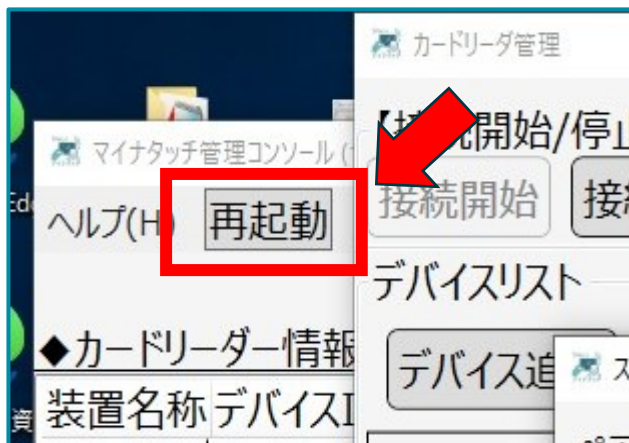 カードリーダ管理
マイナタッチ管理コンソール (
ヘルプ(H)
再起動
◆カードリーダー情報
装置名称
デバイスI
接続開始/停止
接続開始
接続
デバイスリスト
デバイス追
ス
資